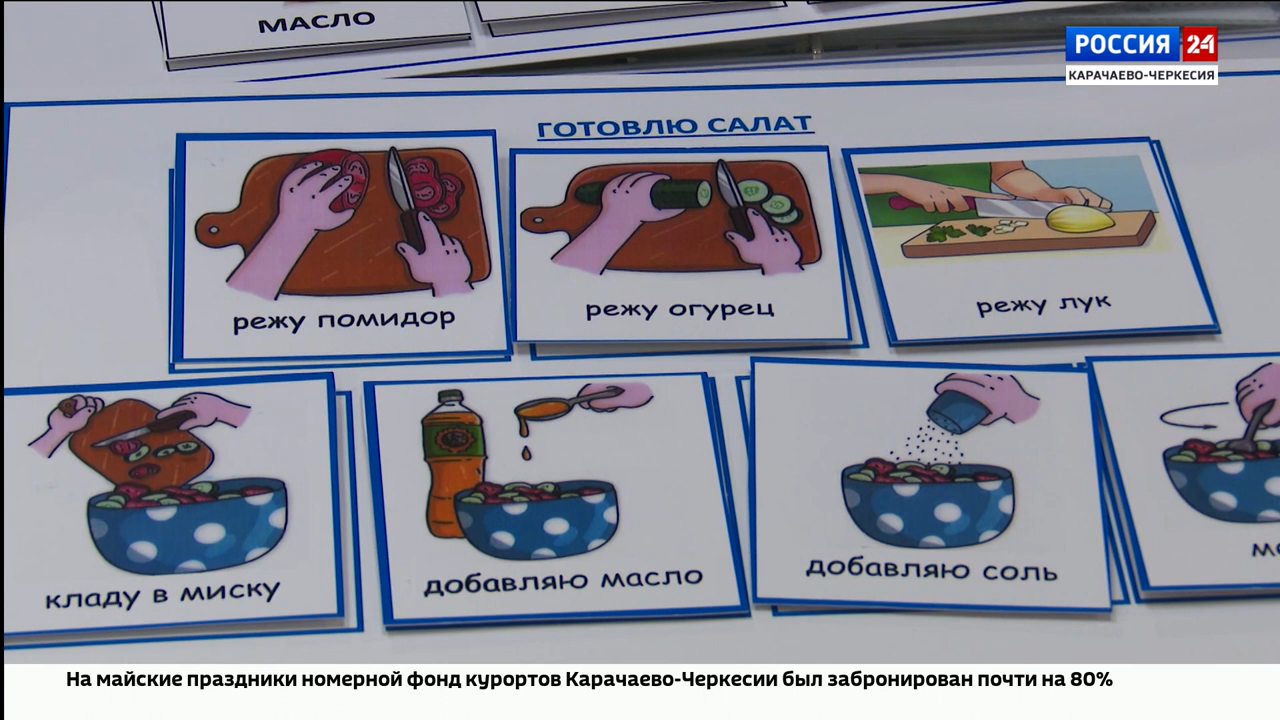 МАСЛО
РОССИЯ 24
КАРАЧАЕВО-ЧЕРКЕСИЯ
ГОТОВЛЮ САЛАТ
режу помидор
режу огурец
режу лук
кладу в миску
добавляю масло
добавляю соль
На майские праздники номерной фонд курортов Карачаево-Черкесии был забронирован почти на 80%